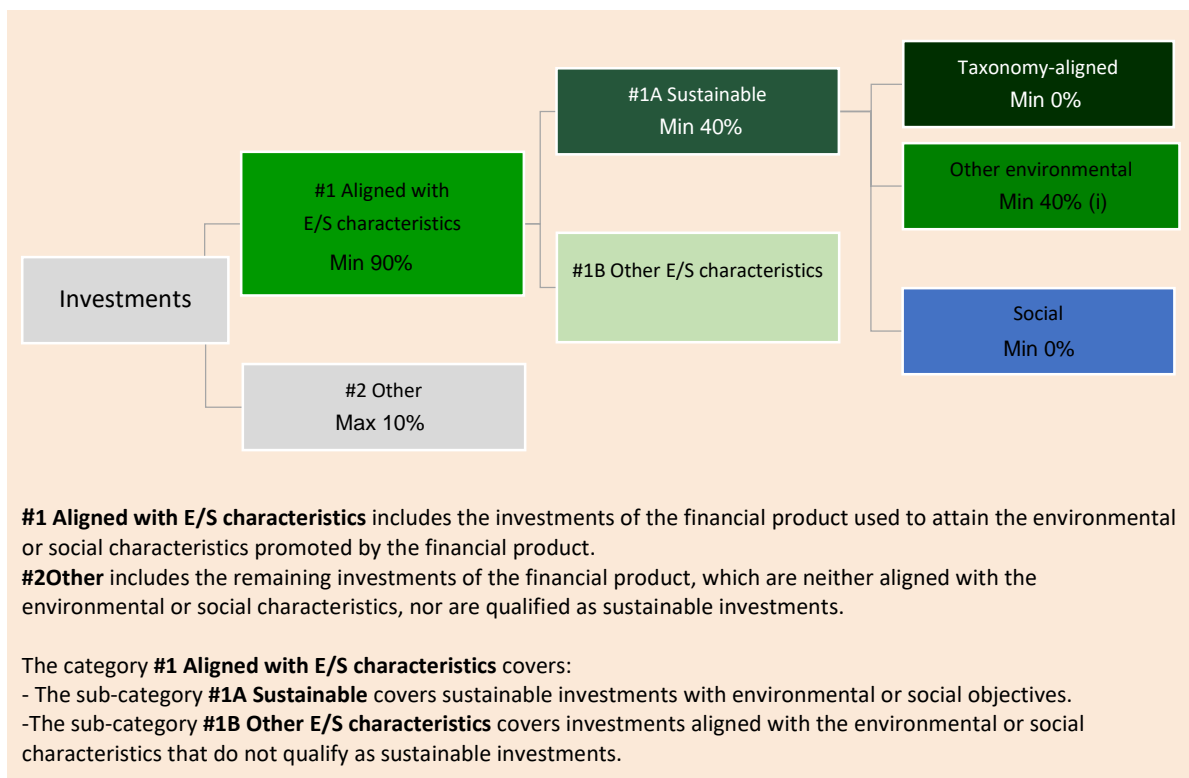 Investments
#1 Aligned with
E/S characteristics
Min 90%
#2 Other
Max 10%
#1A Sustainable
Min 40%
#1B Other E/S characteristics
Taxonomy-aligned
Min 0%
Other environmental
Min 40% (i)
Social
Min 0%
#1 Aligned with E/S characteristics includes the investments of the financial product used to attain the environmental
or social characteristics promoted by the financial product.
#2Other includes the remaining investments of the financial product, which are neither aligned with the
environmental or social characteristics, nor are qualified as sustainable investments.
The category #1 Aligned with E/S characteristics covers:
- The sub-category #1A Sustainable covers sustainable investments with environmental or social objectives.
-The sub-category #1B Other E/S characteristics covers investments aligned with the environmental or social
characteristics that do not qualify as sustainable investments.